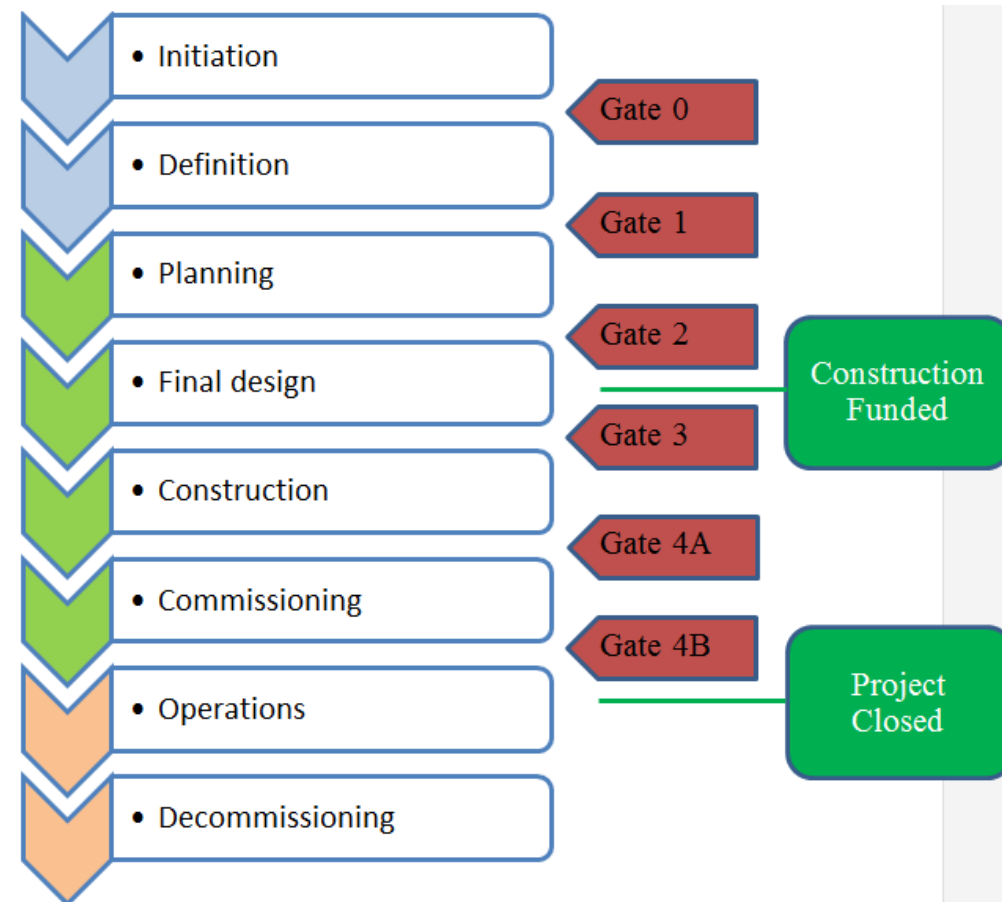 • Initiation
Gate 0
• Definition
Gate 1
• Planning
Gate 2
Construction
Funded
• Final design
Gate 3
• Construction
Gate 4A
• Commissioning
Gate 4B
Project
Closed
• Operations
• Decommissioning